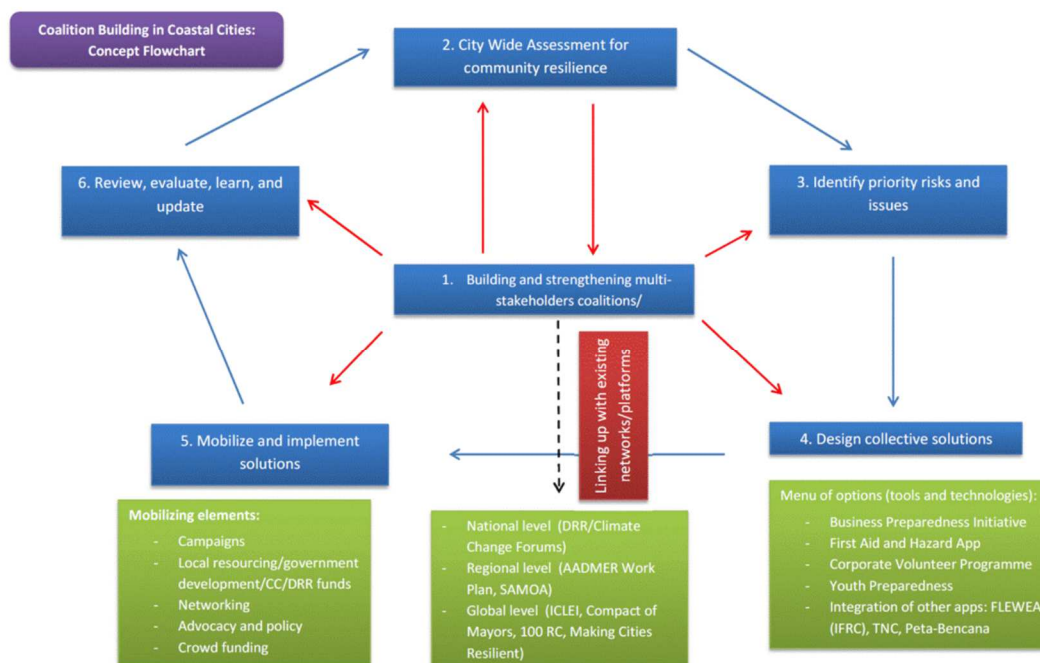 Coalition Building in Coastal Cities:
Concept Flowchart
2. City Wide Assessment for
community resilience
6. Review, evaluate, learn, and
update
3. Identify priority risks and
issues
1. Building and strengthening multi-
stakeholders coalitions/
Linking up with existing
networks/platforms
5. Mobilize and implement
solutions
4. Design collective solutions
Mobilizing elements:
- Campaigns
- Local resourcing/government
development/CC/DRR funds
- Networking
- Advocacy and policy
- Crowd funding
- National level (DRR/Climate
Change Forums)
- Regional level (AADMER Work
Plan, SAMOA)
- Global level (ICLEI, Compact of
Mayors, 100 RC, Making Cities
Resilient)
Menu of options (tools and technologies):
- Business Preparedness Initiative
- First Aid and Hazard App
- Corporate Volunteer Programme
- Youth Preparedness
- Integration of other apps: FLEWEA
(IFRC), TNC, Peta-Bencana